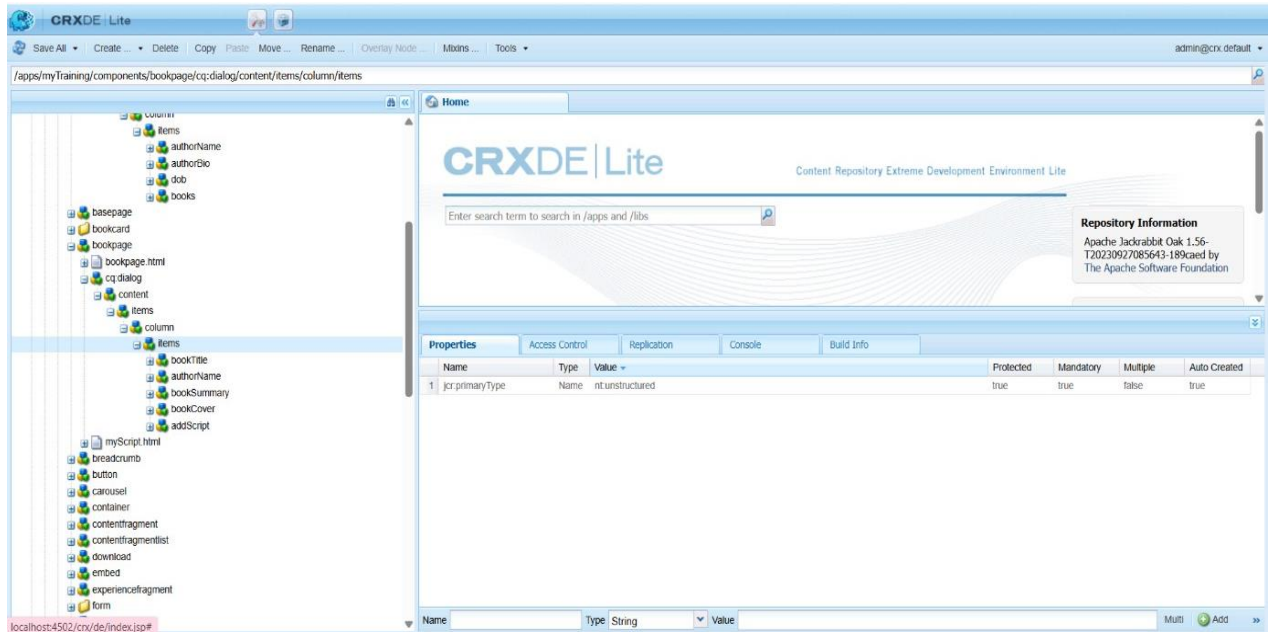 CRXDE | Lite
Save All Create ... Delete Copy Paste Move ... Rename ... Overlay Node ... Mixins ... Tools admin@crx.default
/apps/myTraining/components/bookpage/cq:dialog/content/items/column/items
column
items
authorName
authorBio
dob
books
basepage
bookcard
bookpage
bookpage.html
cq:dialog
content
items
column
items
bookTitle
authorName
bookSummary
bookCover
addScript
myScript.html
breadcrumb
button
carousel
container
contentfragment
contentfragmentlist
download
embed
experiencefragment
form
localhost:4502/crx/de/index.jsp#
Home
CRXDE | Lite
Content Repository Extreme Development Environment Lite
Enter search term to search in /apps and /libs
Repository Information
Apache Jackrabbit Oak 1.56-
T20230927085643-189caed by
The Apache Software Foundation
Properties Access Control Replication Console Build Info
Name Type Value Protected Mandatory Multiple Auto Created
1 jcr:primaryType Name nt:unstructured true true false true
Name Type String Value Multi Add